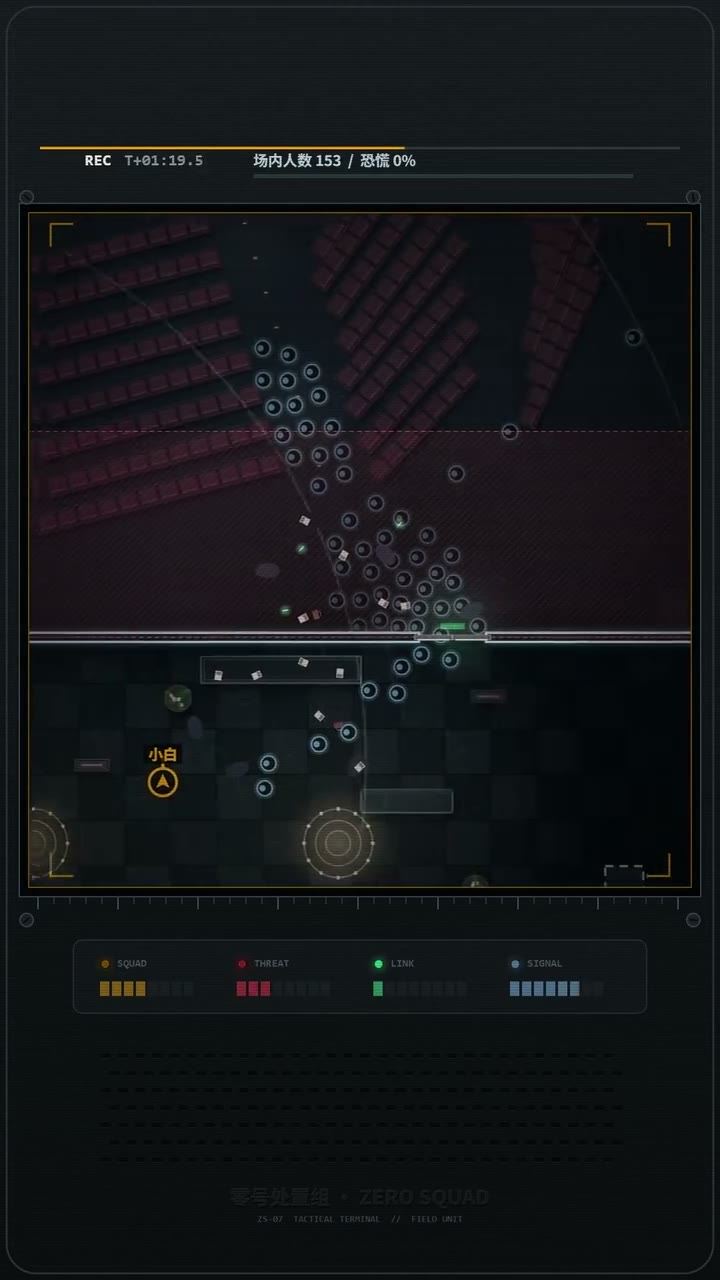 REC T+01:19.5 场内人数 153 / 恐慌 0%
小白
SQUAD THREAT LINK SIGNAL
零号处置组 · ZERO SQUAD
ZS-07 TACTICAL TERMINAL // FIELD UNIT